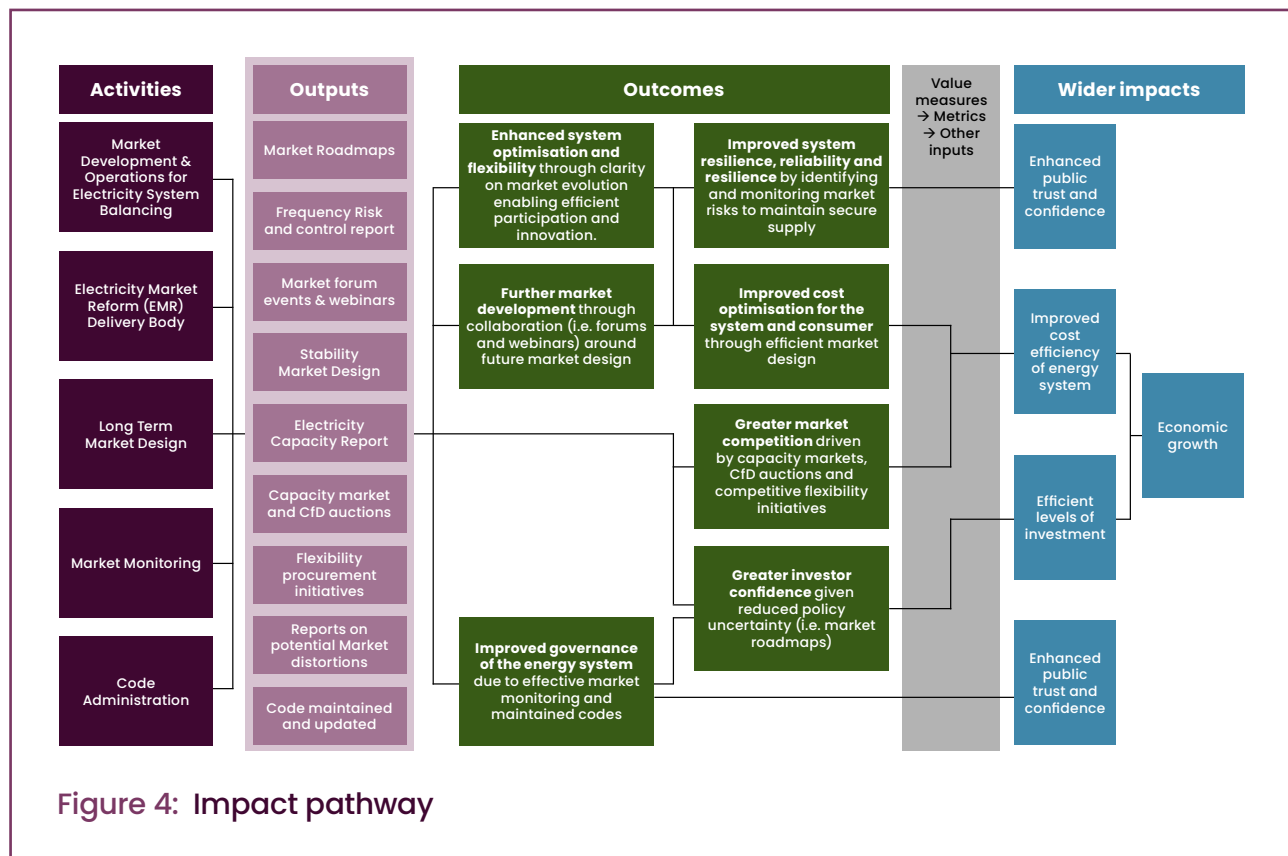 Activities
Market
Development &
Operations for
Electricity System
Balancing
Electricity Market
Reform (EMR)
Delivery Body
Long Term
Market Design
Market Monitoring
Code
Administration
Outputs
Market Roadmaps
Frequency Risk
and control report
Market forum
events & webinars
Stability
Market Design
Electricity
Capacity Report
Capacity market
and CfD auctions
Flexibility
procurement
initiatives
Reports on
potential Market
distortions
Code maintained
and updated
Outcomes
Enhanced system
optimisation and
flexibility through clarity
on market evolution
enabling efficient
participation and
innovation.
Further market
development through
collaboration (i.e. forums
and webinars) around
future market design
Improved governance
of the energy system
due to effective market
monitoring and
maintained codes
Improved system
resilience, reliability and
resilience by identifying
and monitoring market
risks to maintain secure
supply
Improved cost
optimisation for the
system and consumer
through efficient market
design
Greater market
competition driven
by capacity markets,
CfD auctions and
competitive flexibility
initiatives
Greater investor
confidence given
reduced policy
uncertainty (i.e. market
roadmaps)
Value
measures
→ Metrics
→ Other
inputs
Wider impacts
Enhanced
public
trust and
confidence
Improved
cost
efficiency
of energy
system
Efficient
levels of
investment
Enhanced
public
trust and
confidence
Economic
growth
Figure 4: Impact pathway